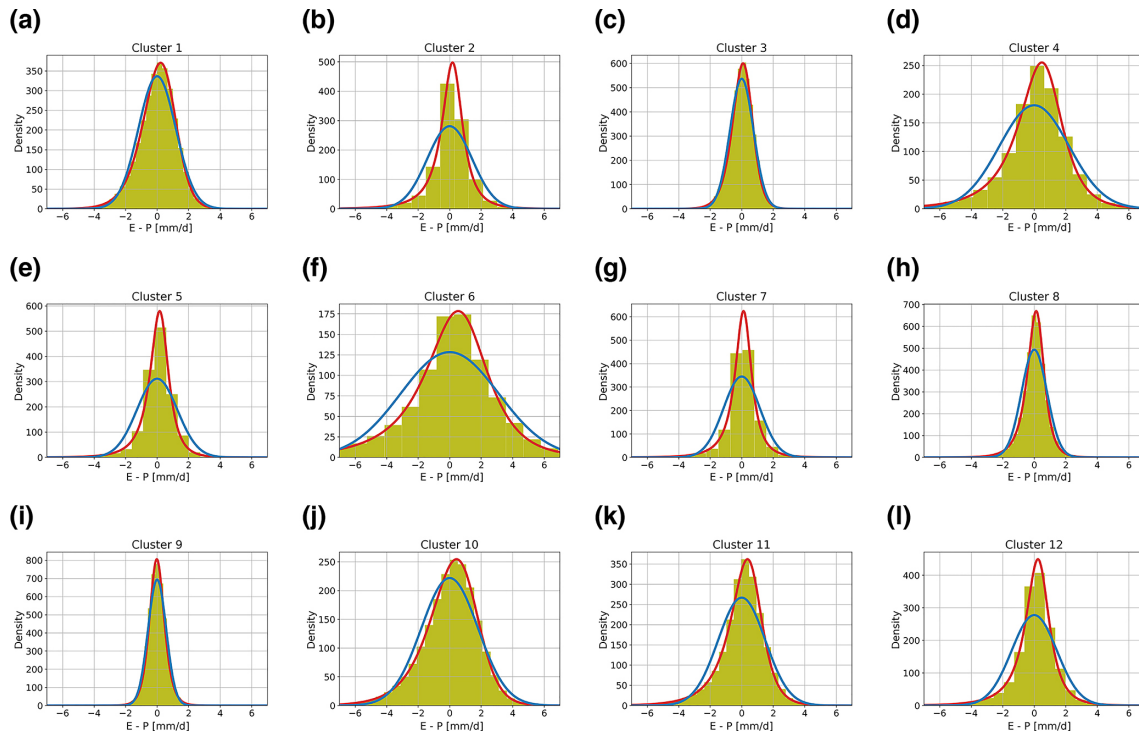 (a) (b) (c) (d)
Cluster 1 Cluster 2 Cluster 3 Cluster 4
Density Density Density Density
350 500 600 250
300 400 500 200
250 300 400 150
200 200 300 100
150 100 200 50
100 0 100 0
50 0
0
-6 -4 -2 0 2 4 6 -6 -4 -2 0 2 4 6 -6 -4 -2 0 2 4 6 -6 -4 -2 0 2 4 6
E - P [mm/d] E - P [mm/d] E - P [mm/d] E - P [mm/d]
(e) (f) (g) (h)
Cluster 5 Cluster 6 Cluster 7 Cluster 8
Density Density Density Density
600 175 600 700
500 150 500 600
400 125 400 500
300 100 300 400
200 75 200 300
100 50 100 200
0 25 0 100
0 0
-6 -4 -2 0 2 4 6 -6 -4 -2 0 2 4 6 -6 -4 -2 0 2 4 6 -6 -4 -2 0 2 4 6
E - P [mm/d] E - P [mm/d] E - P [mm/d] E - P [mm/d]
(i) (j) (k) (l)
Cluster 9 Cluster 10 Cluster 11 Cluster 12
Density Density Density Density
800 250 350 400
700 200 300 300
600 150 250 200
500 100 200 100
400 50 150 0
300 0 100
200 50
100 0
0
-6 -4 -2 0 2 4 6 -6 -4 -2 0 2 4 6 -6 -4 -2 0 2 4 6 -6 -4 -2 0 2 4 6
E - P [mm/d] E - P [mm/d] E - P [mm/d] E - P [mm/d]